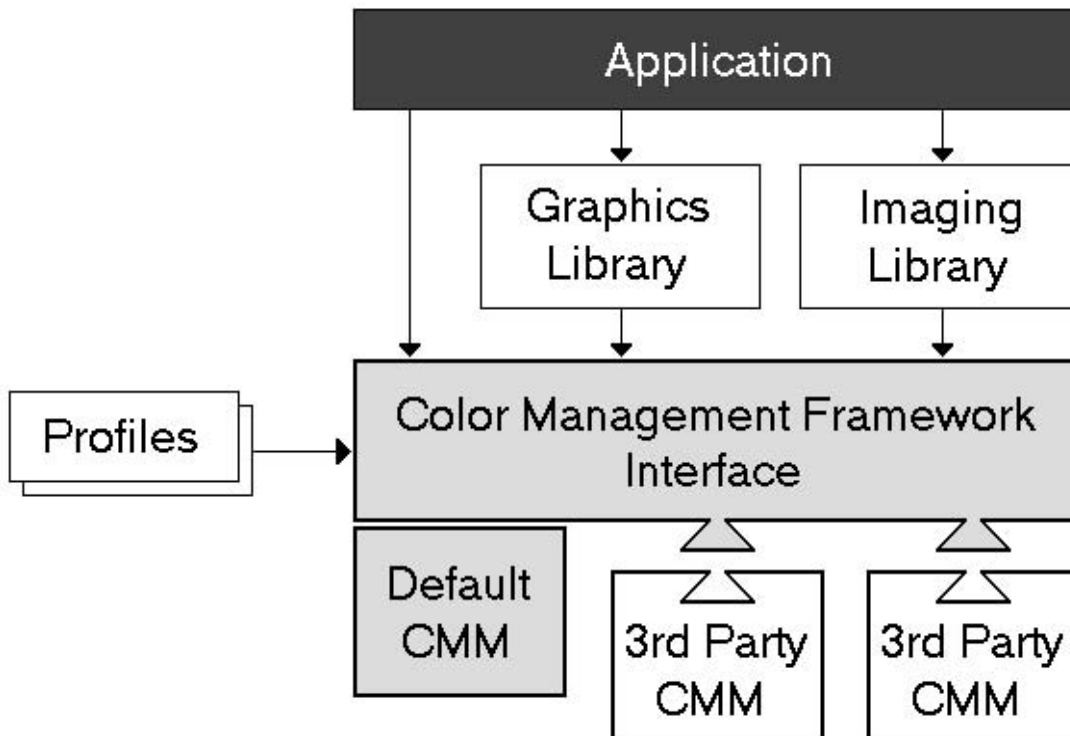 Application
Graphics
Library
Imaging
Library
Profiles
Color Management Framework
Interface
Default
CMM
3rd Party
CMM
3rd Party
CMM